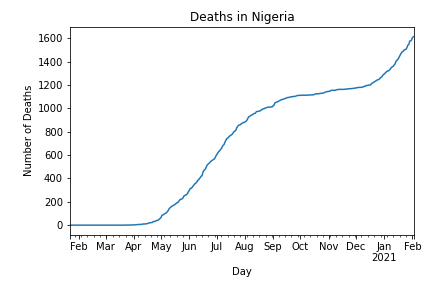 Deaths in Nigeria
Number of Deaths
1600
1400
1200
1000
800
600
400
200
0
Feb Mar Apr May Jun Jul Aug Sep Oct Nov Dec Jan Feb
2021
Day